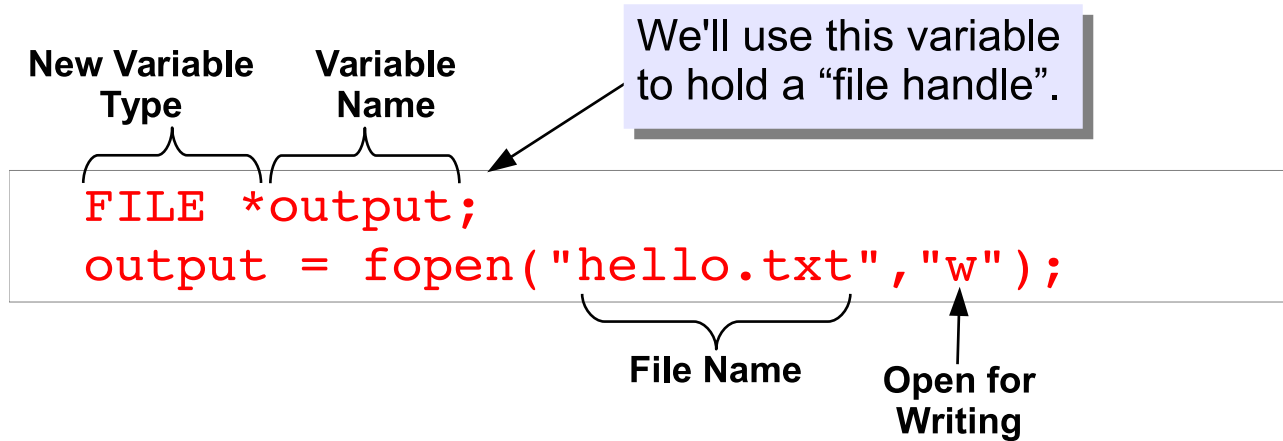 We'll use this variable
to hold a “file handle”.
New Variable
Type
Variable
Name
FILE *output;
output = fopen("hello.txt","w");
File Name
Open for
Writing